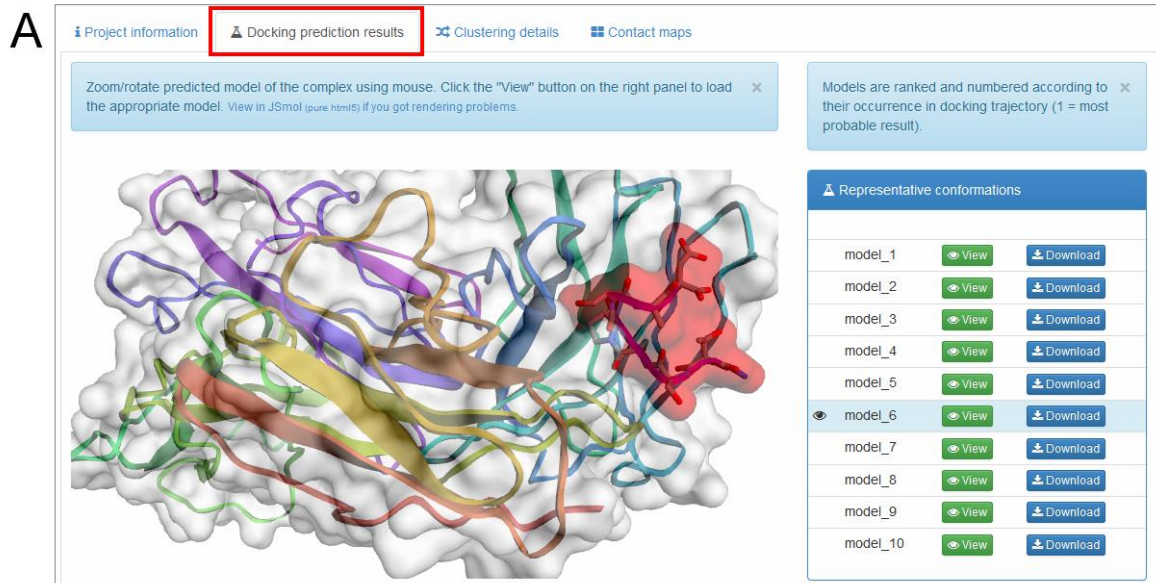 A
Project information Docking prediction results Clustering details Contact maps
Zoom/rotate predicted model of the complex using mouse. Click the "View" button on the right panel to load ×
the appropriate model. View in JSmol (pure html5) if you got rendering problems.
Models are ranked and numbered according to ×
their occurrence in docking trajectory (1 = most
probable result).
Representative conformations
model_1 View Download
model_2 View Download
model_3 View Download
model_4 View Download
model_5 View Download
model_6 View Download
model_7 View Download
model_8 View Download
model_9 View Download
model_10 View Download